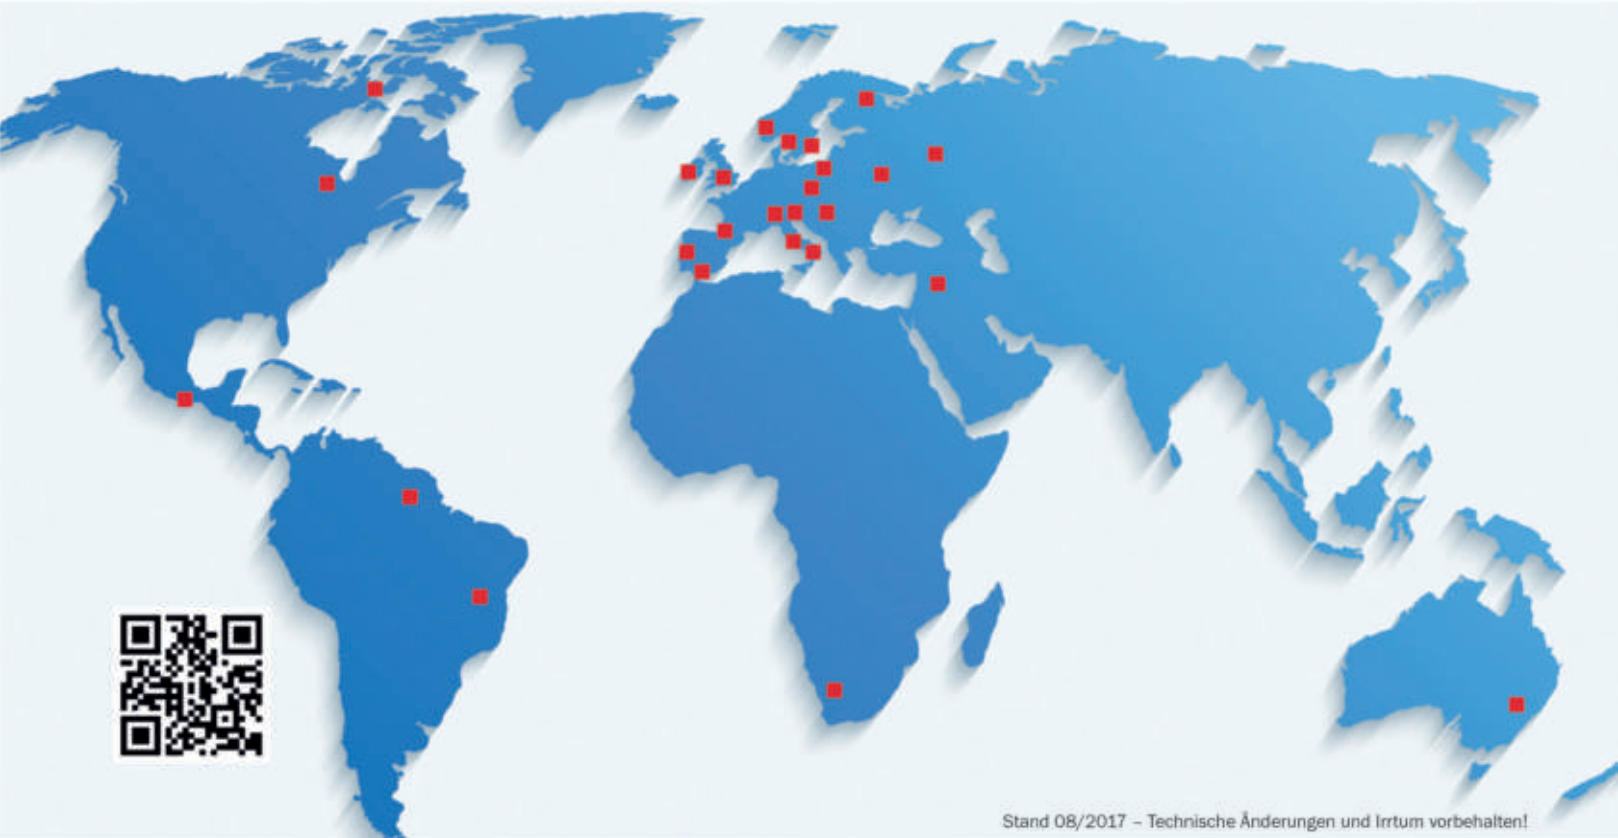 Stand 08/2017 – Technische Änderungen und Irrtum vorbehalten!